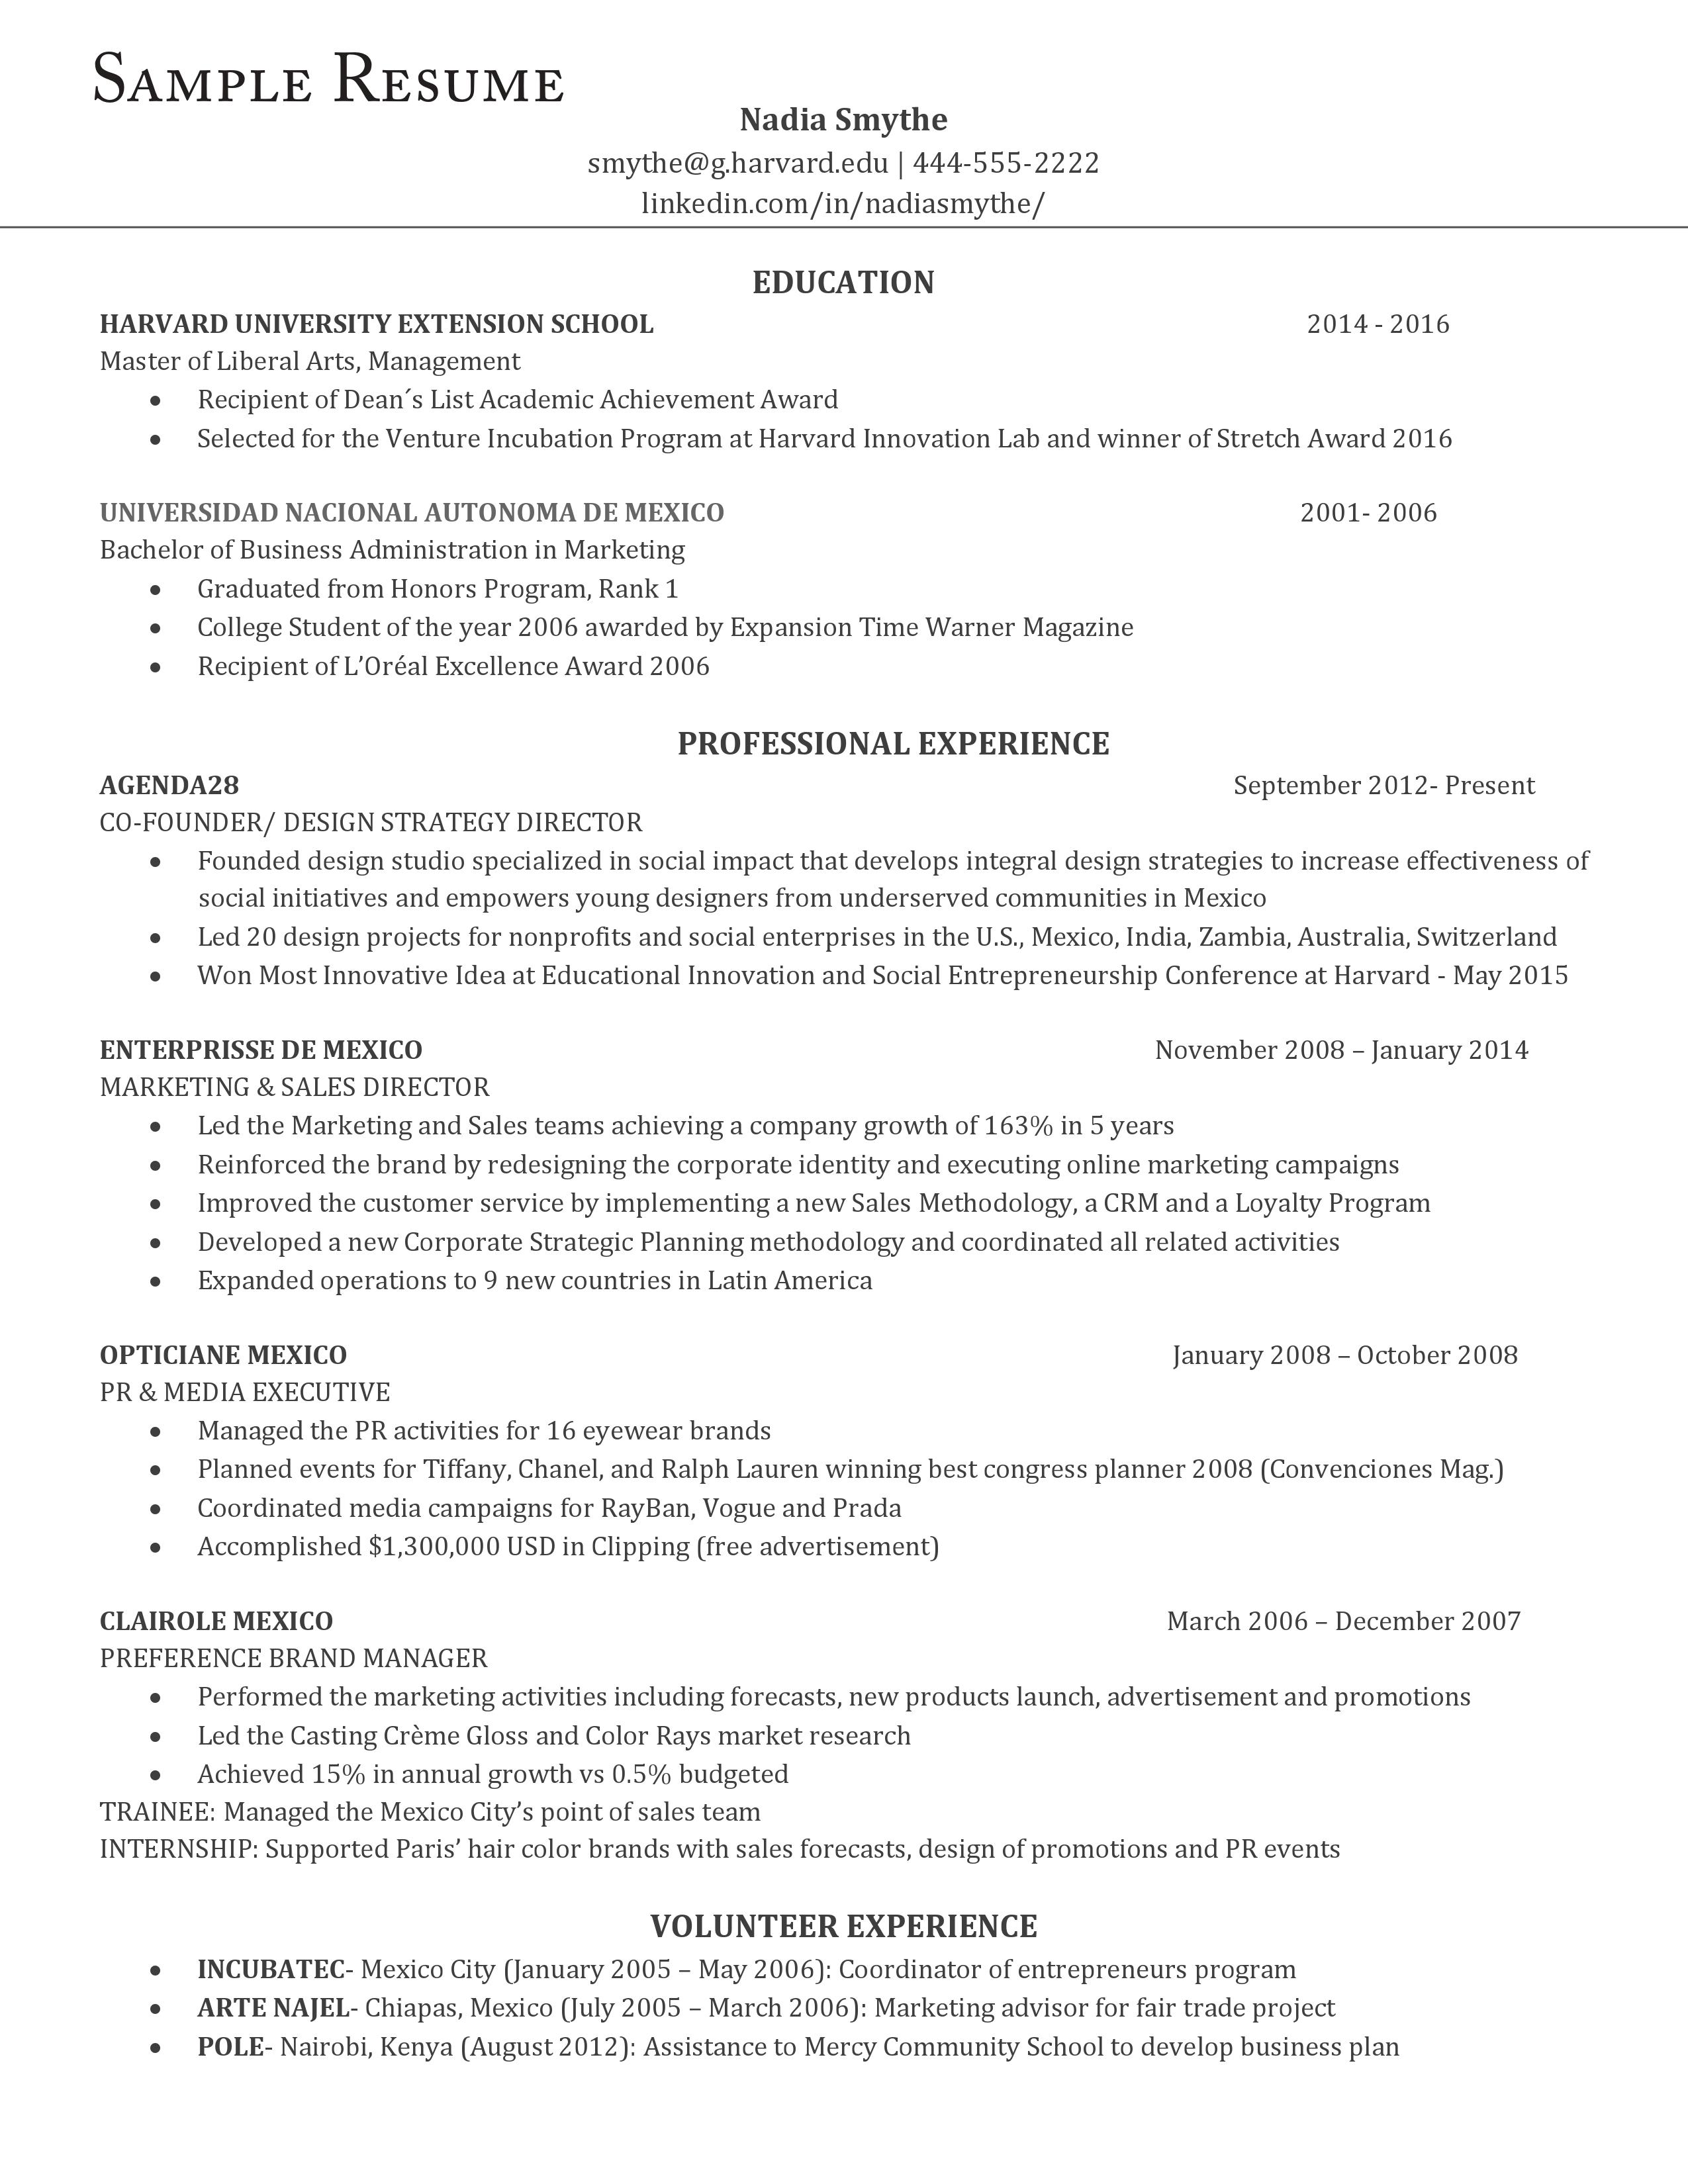 SAMPLE RESUME
Nadia Smythe
smythe@g.harvard.edu | 444-555-2222
linkedin.com/in/nadiasmythe/
EDUCATION
HARVARD UNIVERSITY EXTENSION SCHOOL 2014 - 2016
Master of Liberal Arts, Management
• Recipient of Dean´s List Academic Achievement Award
• Selected for the Venture Incubation Program at Harvard Innovation Lab and winner of Stretch Award 2016
UNIVERSIDAD NACIONAL AUTONOMA DE MEXICO 2001- 2006
Bachelor of Business Administration in Marketing
• Graduated from Honors Program, Rank 1
• College Student of the year 2006 awarded by Expansion Time Warner Magazine
• Recipient of L’Oréal Excellence Award 2006
PROFESSIONAL EXPERIENCE
AGENDA28 September 2012- Present
CO-FOUNDER/ DESIGN STRATEGY DIRECTOR
• Founded design studio specialized in social impact that develops integral design strategies to increase effectiveness of
social initiatives and empowers young designers from underserved communities in Mexico
• Led 20 design projects for nonprofits and social enterprises in the U.S., Mexico, India, Zambia, Australia, Switzerland
• Won Most Innovative Idea at Educational Innovation and Social Entrepreneurship Conference at Harvard - May 2015
ENTERPRISSE DE MEXICO November 2008 – January 2014
MARKETING & SALES DIRECTOR
• Led the Marketing and Sales teams achieving a company growth of 163% in 5 years
• Reinforced the brand by redesigning the corporate identity and executing online marketing campaigns
• Improved the customer service by implementing a new Sales Methodology, a CRM and a Loyalty Program
• Developed a new Corporate Strategic Planning methodology and coordinated all related activities
• Expanded operations to 9 new countries in Latin America
OPTICIANE MEXICO January 2008 – October 2008
PR & MEDIA EXECUTIVE
• Managed the PR activities for 16 eyewear brands
• Planned events for Tiffany, Chanel, and Ralph Lauren winning best congress planner 2008 (Convenciones Mag.)
• Coordinated media campaigns for RayBan, Vogue and Prada
• Accomplished $1,300,000 USD in Clipping (free advertisement)
CLAIROLE MEXICO March 2006 – December 2007
PREFERENCE BRAND MANAGER
• Performed the marketing activities including forecasts, new products launch, advertisement and promotions
• Led the Casting Crème Gloss and Color Rays market research
• Achieved 15% in annual growth vs 0.5% budgeted
TRAINEE: Managed the Mexico City’s point of sales team
INTERNSHIP: Supported Paris’ hair color brands with sales forecasts, design of promotions and PR events
VOLUNTEER EXPERIENCE
• INCUBATEC- Mexico City (January 2005 – May 2006): Coordinator of entrepreneurs program
• ARTE NAJEL- Chiapas, Mexico (July 2005 – March 2006): Marketing advisor for fair trade project
• POLE- Nairobi, Kenya (August 2012): Assistance to Mercy Community School to develop business plan